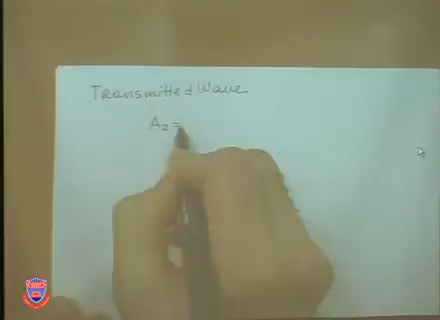 Transmitted Wave
A₂ =